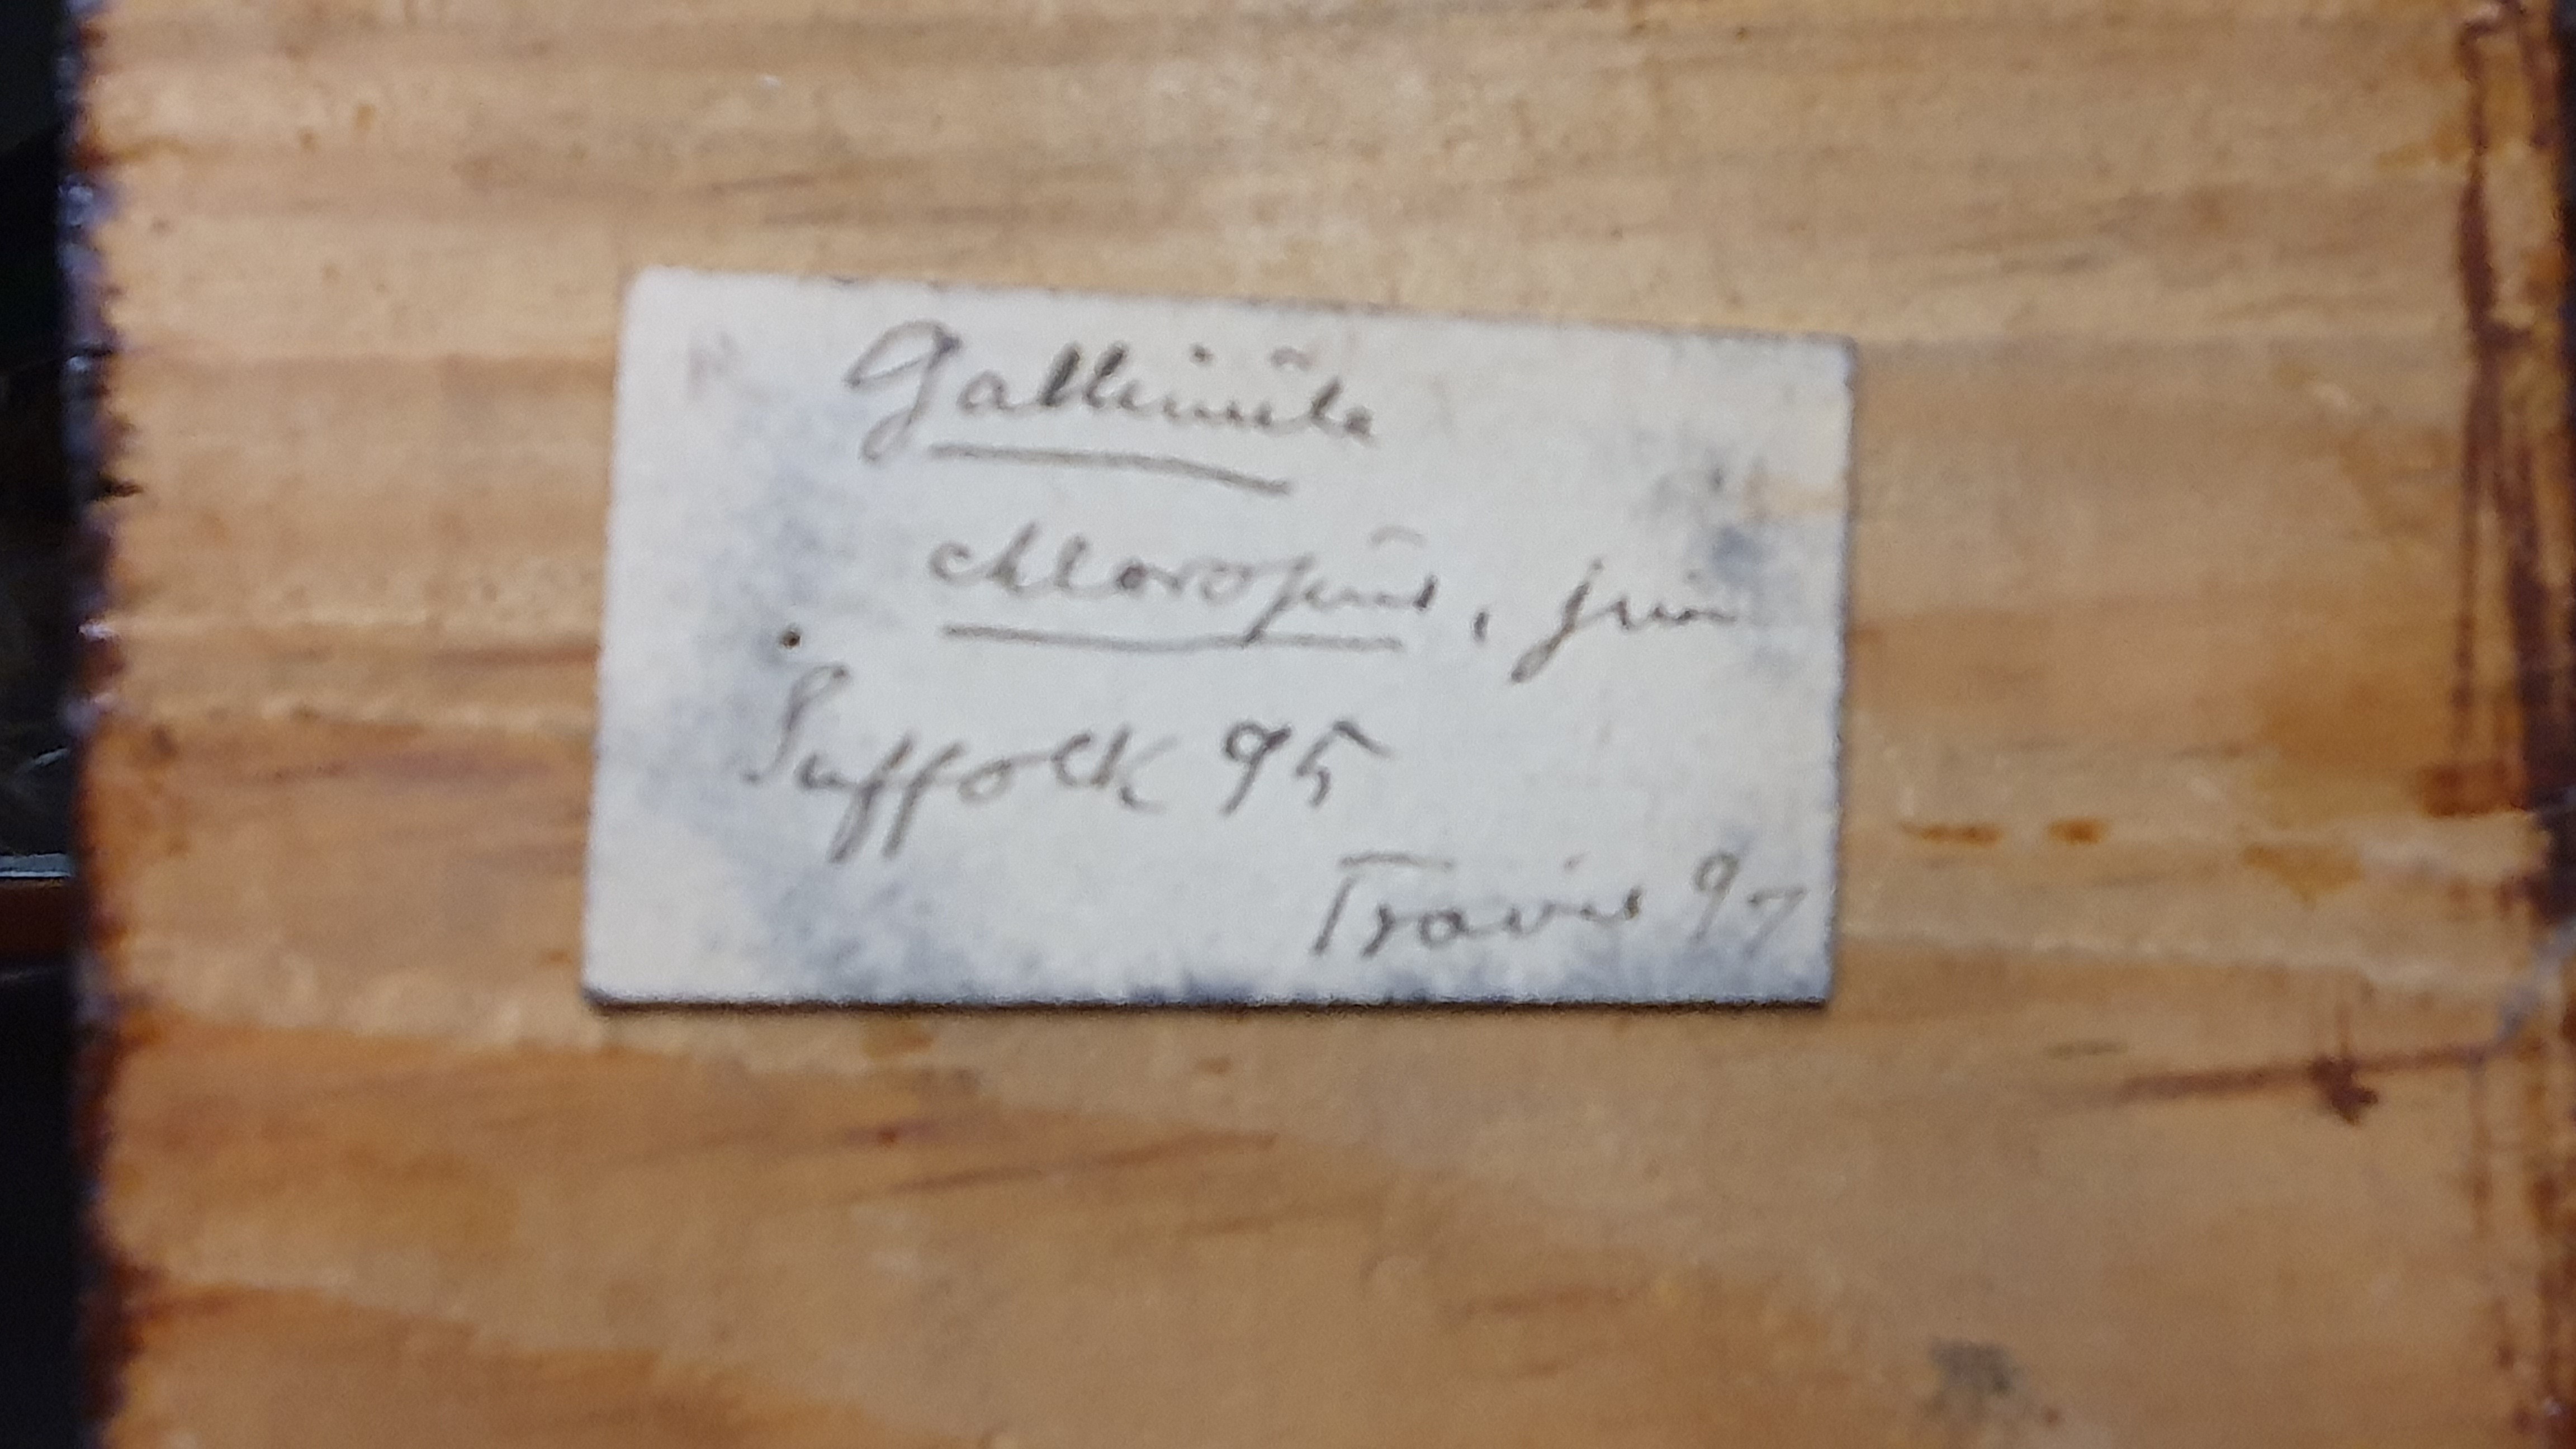 Gallinula
chloropus, juv
Suffolk 95
Travis 97